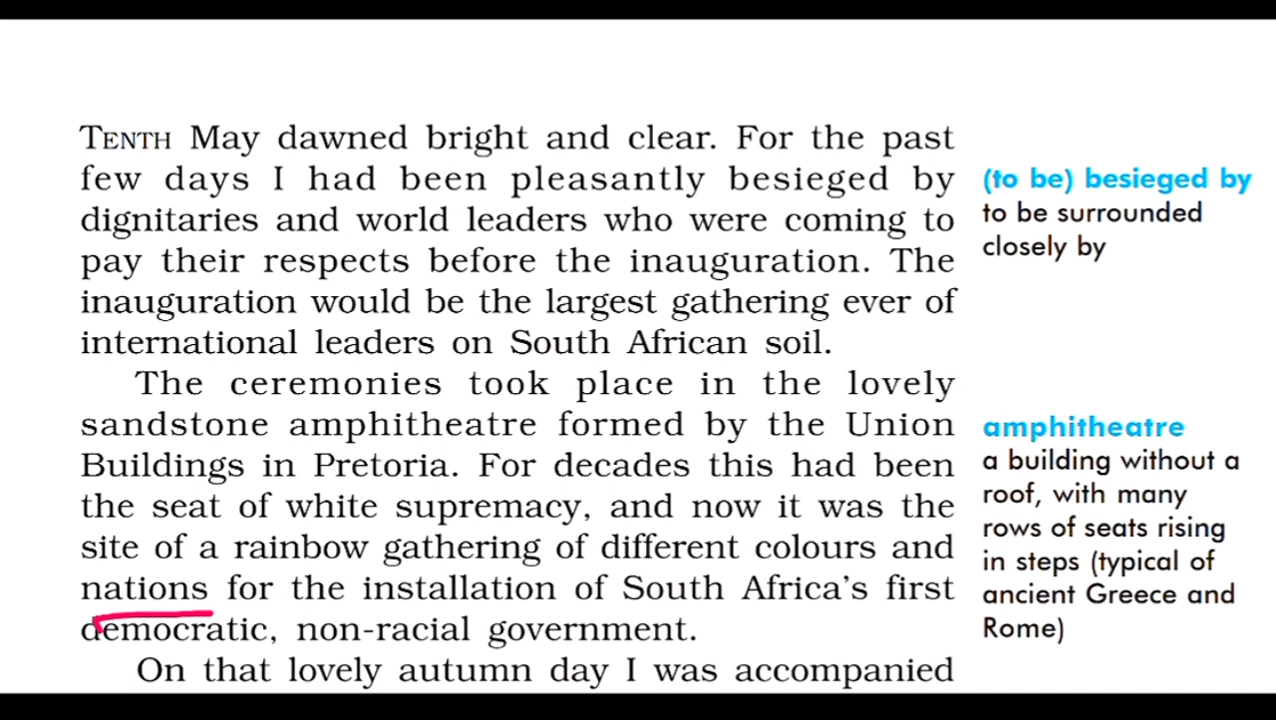 TENTH May dawned bright and clear. For the past
few days I had been pleasantly besieged by
dignitaries and world leaders who were coming to
pay their respects before the inauguration. The
inauguration would be the largest gathering ever of
international leaders on South African soil.
The ceremonies took place in the lovely
sandstone amphitheatre formed by the Union
Buildings in Pretoria. For decades this had been
the seat of white supremacy, and now it was the
site of a rainbow gathering of different colours and
nations for the installation of South Africa's first
democratic, non-racial government.
On that lovely autumn day I was accompanied
(to be) besieged by
to be surrounded
closely by
amphitheatre
a building without a
roof, with many
rows of seats rising
in steps (typical of
ancient Greece and
Rome)